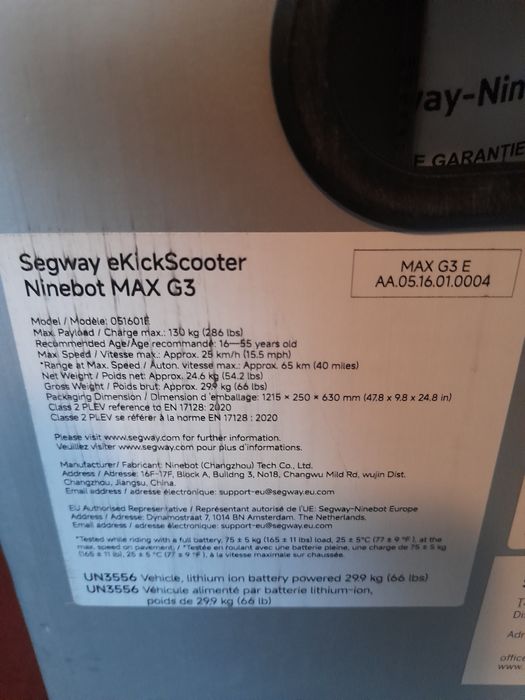 way-Nin
E GARANTIE
Segway eKickScooter
Ninebot MAX G3
MAX G3 E
AA.05.16.01.0004
Model / Modèle: 051601E
Max. Payload / Charge max.: 130 kg (286 lbs)
Recommended Age/Âge recommandé: 16—55 years old
Max Speed / Vitesse max.: Approx. 25 km/h (15.5 mph)
*Range at Max. Speed / Auton. vitesse max.: Approx. 65 km (40 miles)
Net Weight / Poids net: Approx. 24.6 kg (54.2 lbs)
Gross Weight / Poids brut: Approx. 29.9 kg (66 lbs)
Packaging Dimension / Dimension d'emballage: 1215 × 250 × 630 mm (47.8 x 9.8 x 24.8 in)
Class 2 PLEV reference to EN 17128: 2020
Classe 2 PLEV se référer à la norme EN 17128 : 2020
Please visit www.segway.com for further information.
Veuillez visiter www.segway.com pour plus d'informations.
Manufacturer/ Fabricant: Ninebot (Changzhou) Tech Co., Ltd.
Address / Adresse: 16F-17F, Block A, Building 3, No18, Changwu Mild Rd, wujin Dist.
Changzhou, Jiangsu, China.
Email address / adresse électronique: support-eu@segway.eu.com
EU Authorised Representative / Représentant autorisé de l'UE: Segway-Ninebot Europe
Address / Adresse: Dynamostraat 7, 1014 BN Amsterdam. The Netherlands.
Email address / adresse électronique: support-eu@segway.eu.com
*Tested while riding with a full battery, 75 ± 5 kg (165 ± 11 lbs) load, 25 ± 5°C (77 ± 9 °F ), at the
max. speed on pavement. / *Testée en roulant avec une batterie pleine, une charge de 75 ± 5 kg
(165 ± 11 lb), 25 ± 5 °C (77 ± 9 °F ), à la vitesse maximale sur chaussée.
UN3556 Vehicle, lithium ion battery powered 29.9 kg (66 lbs)
UN3556 Véhicule alimenté par batterie lithium-ion,
poids de 29.9 kg (66 lb)
Di
Adr
office
www.